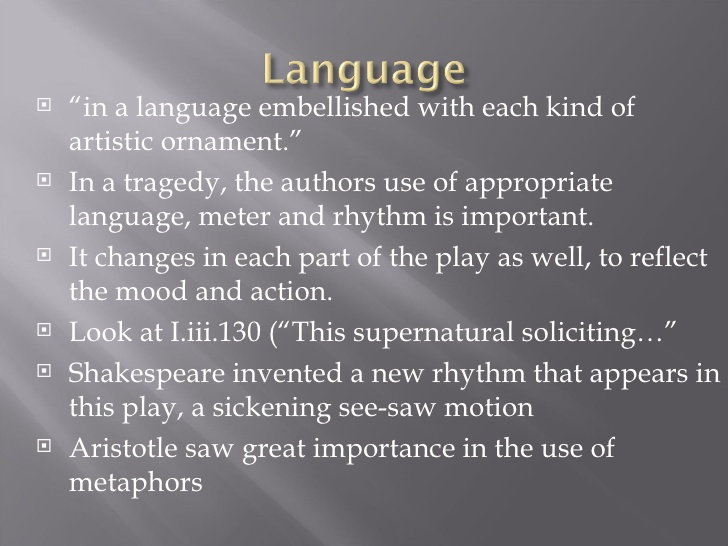 Language
“in a language embellished with each kind of
artistic ornament.”
In a tragedy, the authors use of appropriate
language, meter and rhythm is important.
It changes in each part of the play as well, to reflect
the mood and action.
Look at I.iii.130 (“This supernatural soliciting…”
Shakespeare invented a new rhythm that appears in
this play, a sickening see-saw motion
Aristotle saw great importance in the use of
metaphors